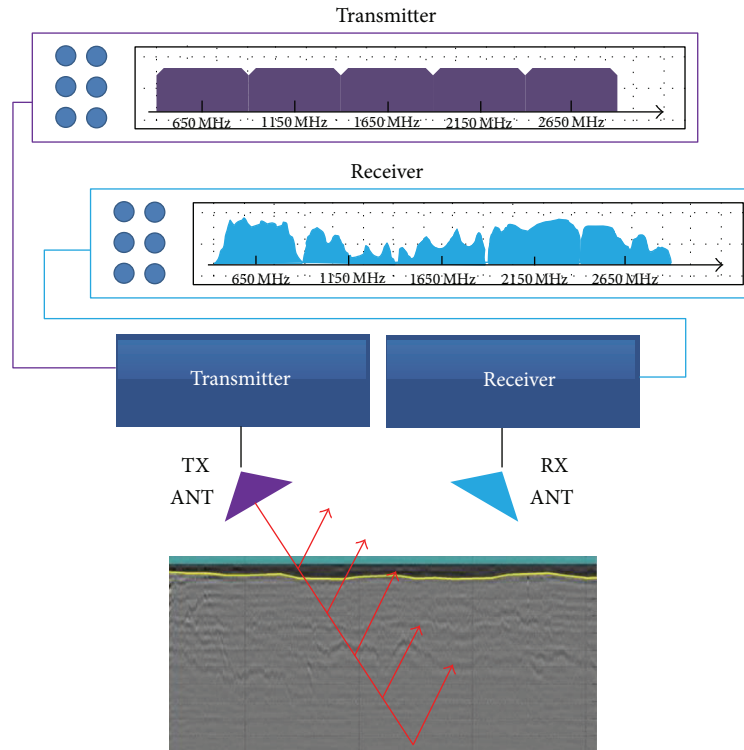 Transmitter
650 MHz 1150 MHz 1650 MHz 2150 MHz 2650 MHz
Receiver
650 MHz 1150 MHz 1650 MHz 2150 MHz 2650 MHz
Transmitter Receiver
TX RX
ANT ANT